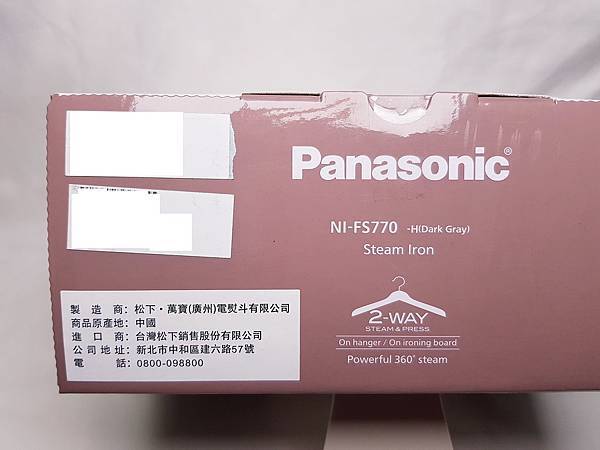 Panasonic®
NI-FS770 -H(Dark Gray)
Steam Iron
2-WAY
STEAM & PRESS
On hanger / On ironing board
Powerful 360° steam
製造商：松下・萬寶(廣州)電熨斗有限公司
商品原產地：中國
進口商：台灣松下銷售股份有限公司
公司地址：新北市中和區建六路57號
電話：0800-098800